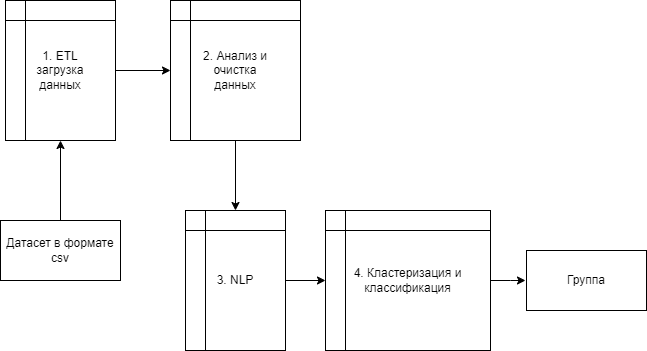 1. ETL
загрузка
данных
2. Анализ и
очистка
данных
Датасет в формате
csv
3. NLP
4. Кластеризация и
классификация
Группа